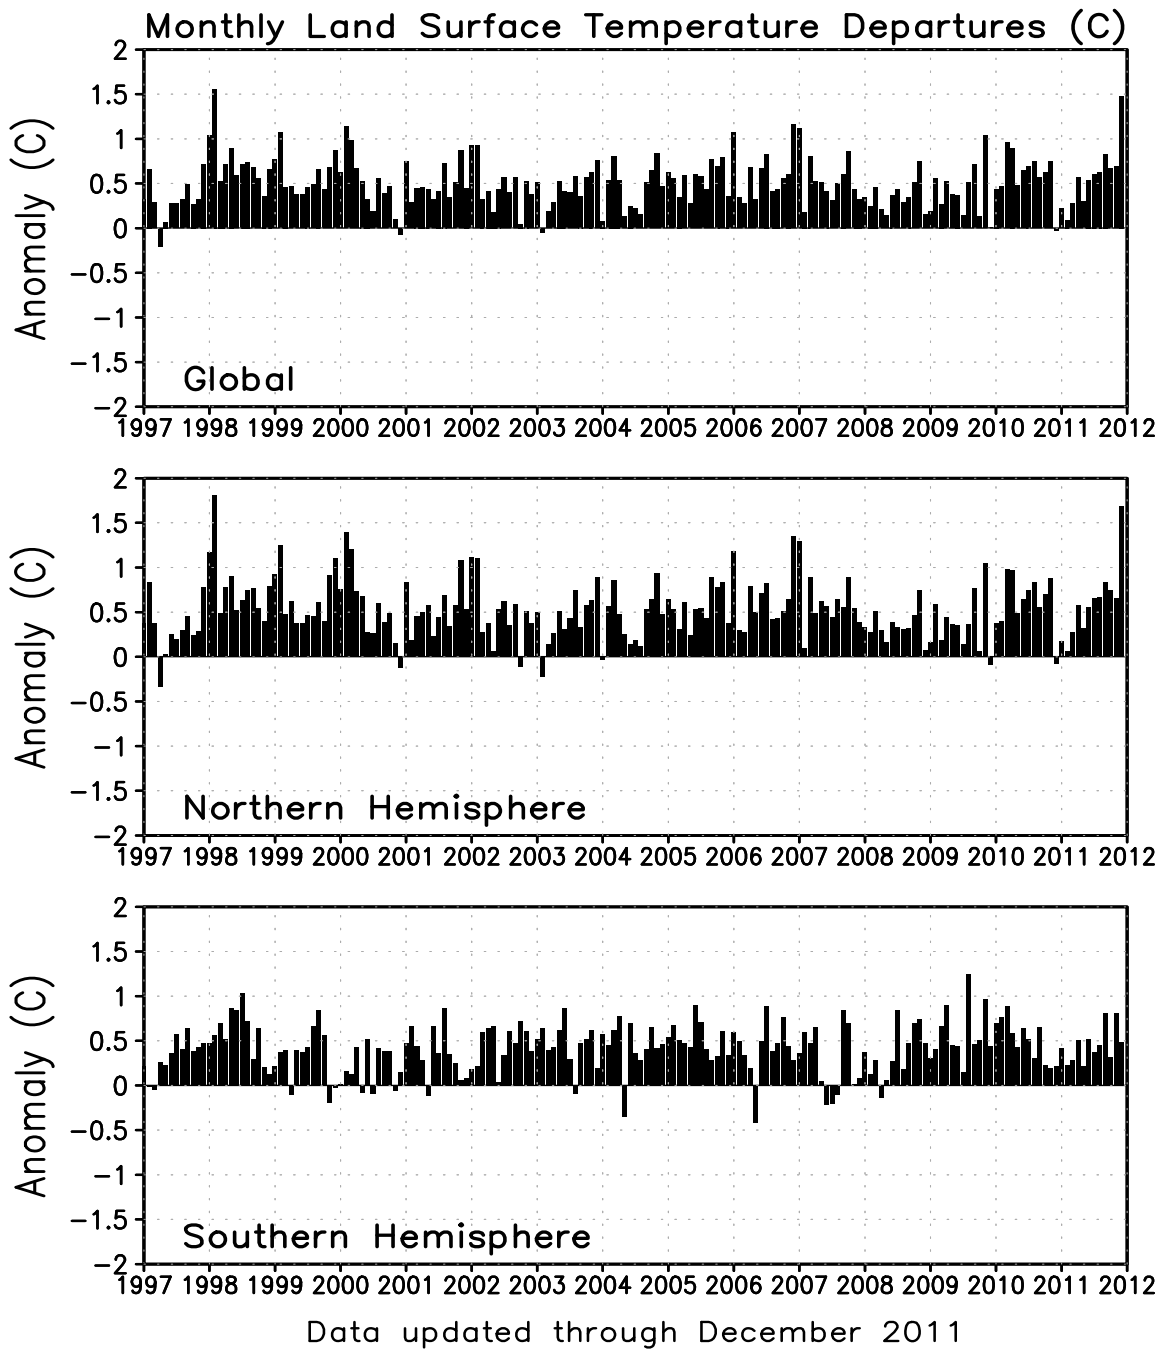 Monthly Land Surface Temperature Departures (C)
2
1.5
1
0.5
0
−0.5
−1
−1.5
−2
Anomaly (C)
Global
1997 1998 1999 2000 2001 2002 2003 2004 2005 2006 2007 2008 2009 2010 2011 2012
2
1.5
1
0.5
0
−0.5
−1
−1.5
−2
Anomaly (C)
Northern Hemisphere
1997 1998 1999 2000 2001 2002 2003 2004 2005 2006 2007 2008 2009 2010 2011 2012
2
1.5
1
0.5
0
−0.5
−1
−1.5
−2
Anomaly (C)
Southern Hemisphere
1997 1998 1999 2000 2001 2002 2003 2004 2005 2006 2007 2008 2009 2010 2011 2012
Data updated through December 2011